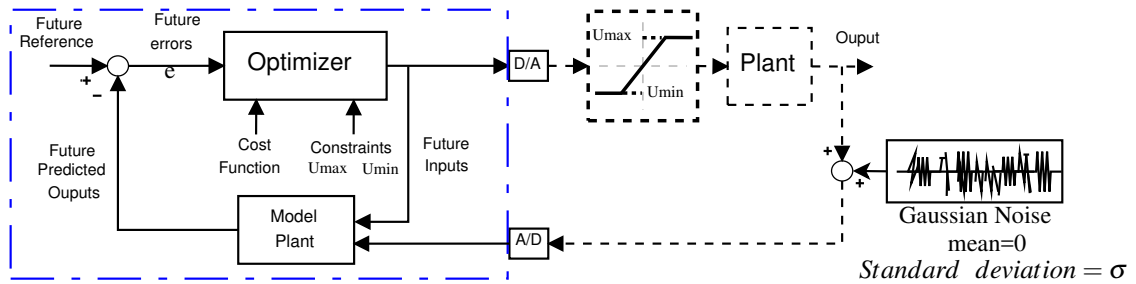 Future
Reference
Future
errors
e
+
−
Optimizer
Cost
Function
Constraints
Umax Umin
Future
Inputs
Future
Predicted
Ouputs
Model
Plant
D/A
A/D
Umax
Umin
Plant
Ouput
+
+
Gaussian Noise
mean=0
Standard deviation = σ